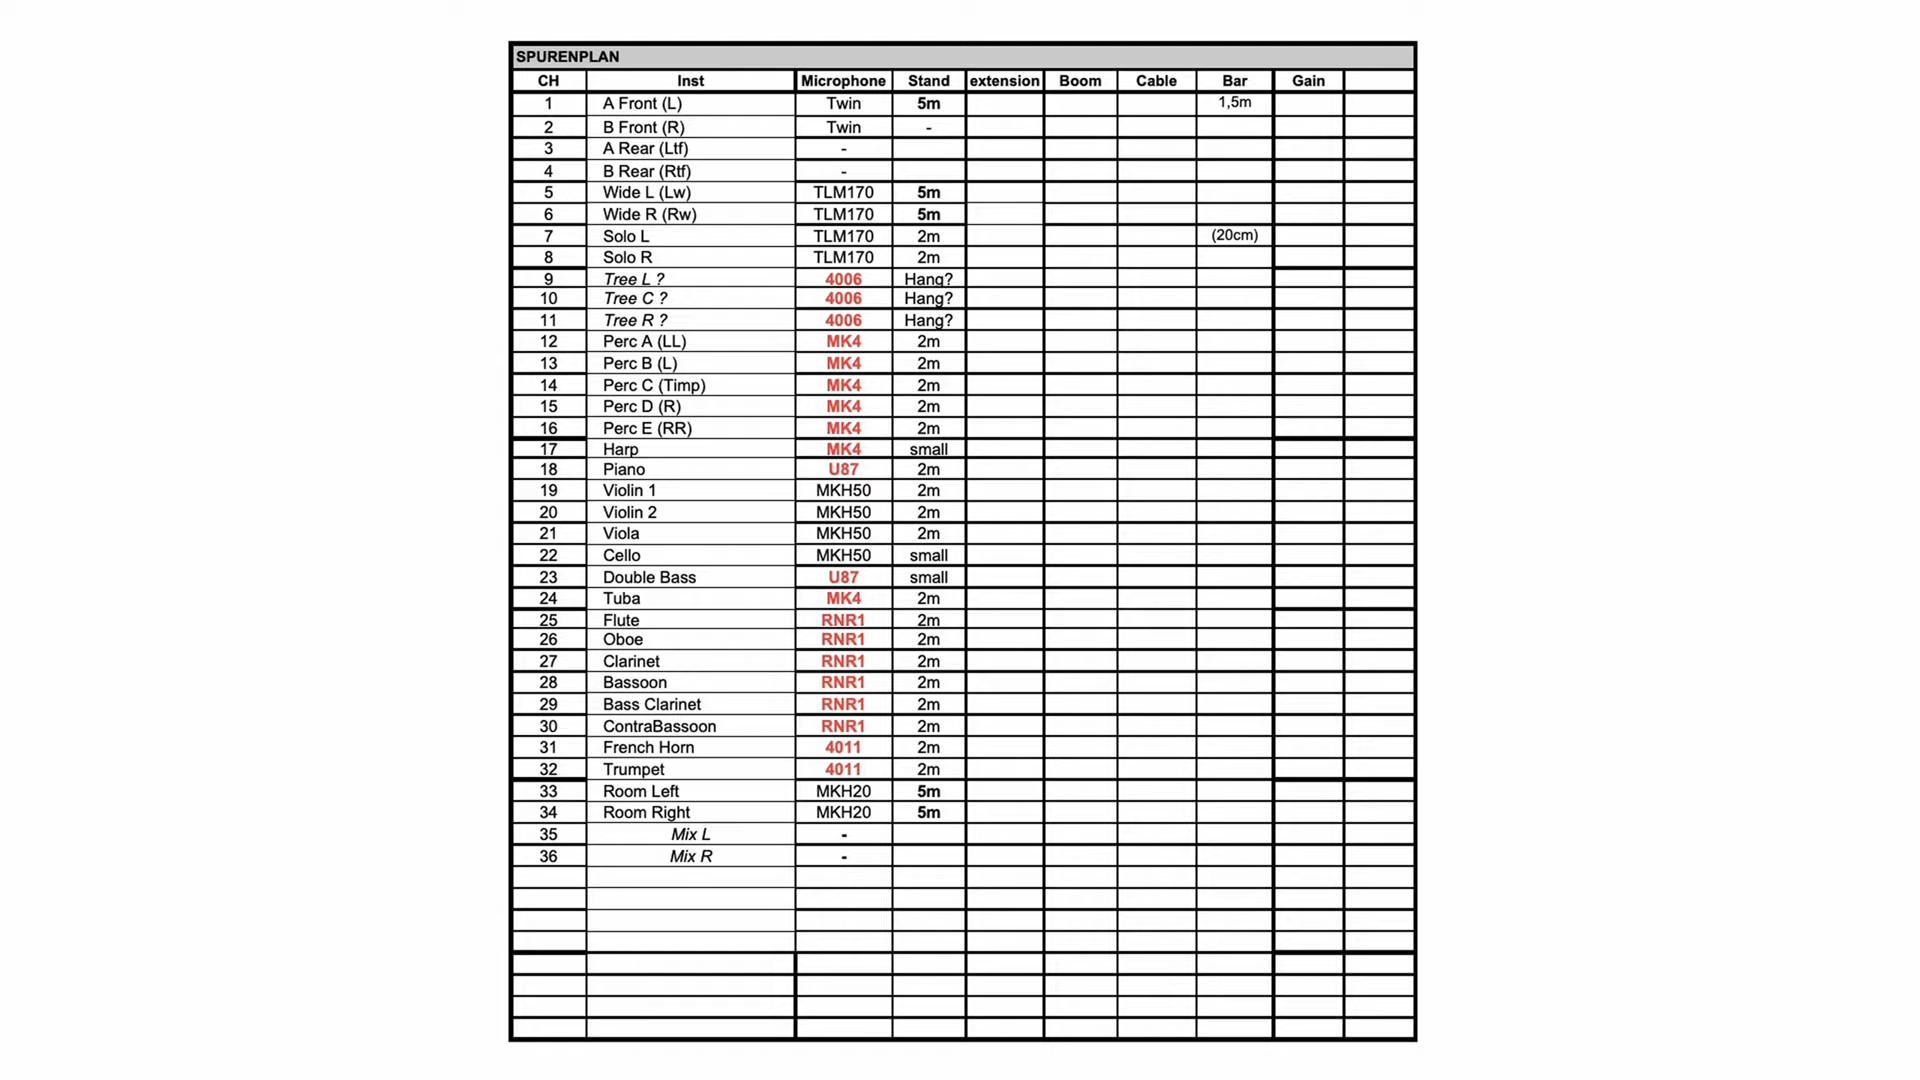 SPURENPLAN
CH Inst Microphone Stand extension Boom Cable Bar Gain
1 A Front (L) Twin 5m 1,5m
2 B Front (R) Twin -
3 A Rear (Ltf) -
4 B Rear (Rtf) -
5 Wide L (Lw) TLM170 5m
6 Wide R (Rw) TLM170 5m
7 Solo L TLM170 2m (20cm)
8 Solo R TLM170 2m
9 Tree L ? 4006 Hang?
10 Tree C ? 4006 Hang?
11 Tree R ? 4006 Hang?
12 Perc A (LL) MK4 2m
13 Perc B (L) MK4 2m
14 Perc C (Timp) MK4 2m
15 Perc D (R) MK4 2m
16 Perc E (RR) MK4 2m
17 Harp MK4 small
18 Piano U87 2m
19 Violin 1 MKH50 2m
20 Violin 2 MKH50 2m
21 Viola MKH50 2m
22 Cello MKH50 small
23 Double Bass U87 small
24 Tuba MK4 2m
25 Flute RNR1 2m
26 Oboe RNR1 2m
27 Clarinet RNR1 2m
28 Bassoon RNR1 2m
29 Bass Clarinet RNR1 2m
30 ContraBassoon RNR1 2m
31 French Horn 4011 2m
32 Trumpet 4011 2m
33 Room Left MKH20 5m
34 Room Right MKH20 5m
35 Mix L -
36 Mix R -